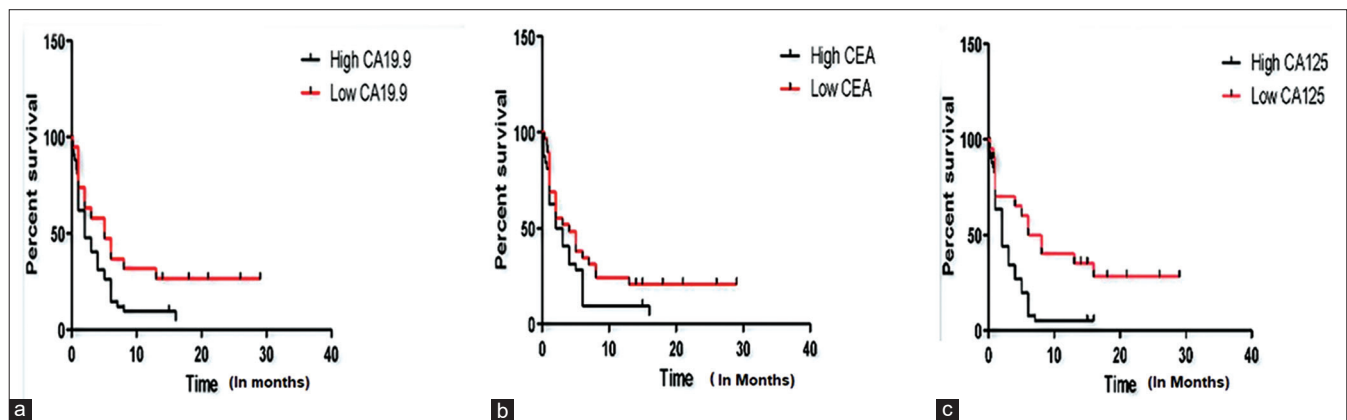 150
High CA19.9
Low CA19.9
100
50
0
Percent survival
0 10 20 30 40
Time (In months)
a
150
High CEA
Low CEA
100
50
0
Percent survival
0 10 20 30 40
Time ( In Months)
b
150
High CA125
Low CA125
100
50
0
Percent survival
0 10 20 30 40
Time (In Months)
c